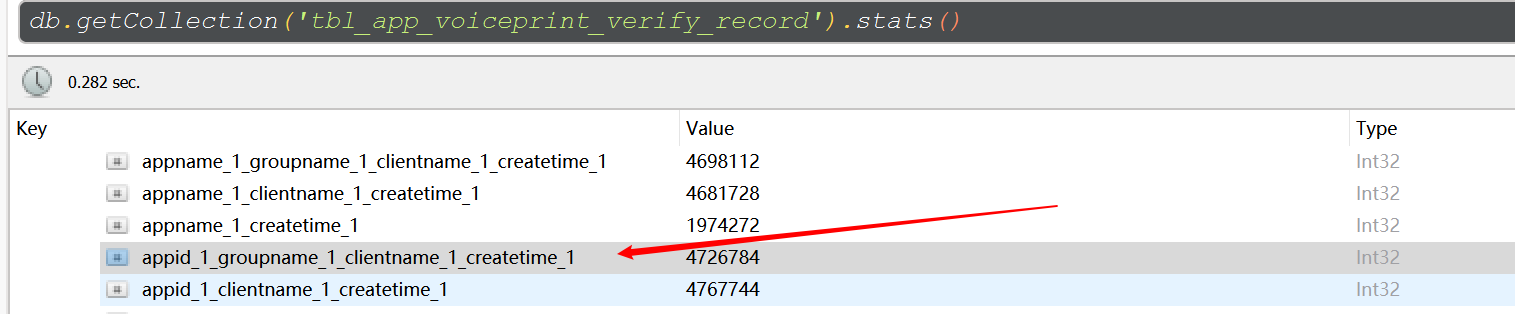 db.getCollection('tbl_app_voiceprint_verify_record').stats()
0.282 sec.
Key Value Type
appname_1_groupname_1_clientname_1_createtime_1 4698112 Int32
appname_1_clientname_1_createtime_1 4681728 Int32
appname_1_createtime_1 1974272 Int32
appid_1_groupname_1_clientname_1_createtime_1 4726784 Int32
appid_1_clientname_1_createtime_1 4767744 Int32